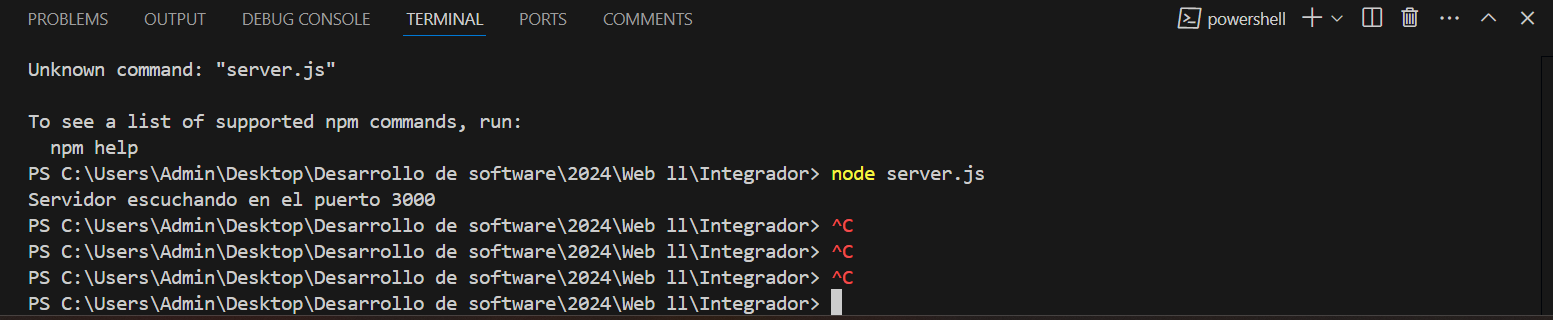 PROBLEMS OUTPUT DEBUG CONSOLE TERMINAL PORTS COMMENTS powershell
Unknown command: "server.js"
To see a list of supported npm commands, run:
npm help
PS C:\Users\Admin\Desktop\Desarrollo de software\2024\Web ll\Integrador> node server.js
Servidor escuchando en el puerto 3000
PS C:\Users\Admin\Desktop\Desarrollo de software\2024\Web ll\Integrador> ^C
PS C:\Users\Admin\Desktop\Desarrollo de software\2024\Web ll\Integrador> ^C
PS C:\Users\Admin\Desktop\Desarrollo de software\2024\Web ll\Integrador> ^C
PS C:\Users\Admin\Desktop\Desarrollo de software\2024\Web ll\Integrador>